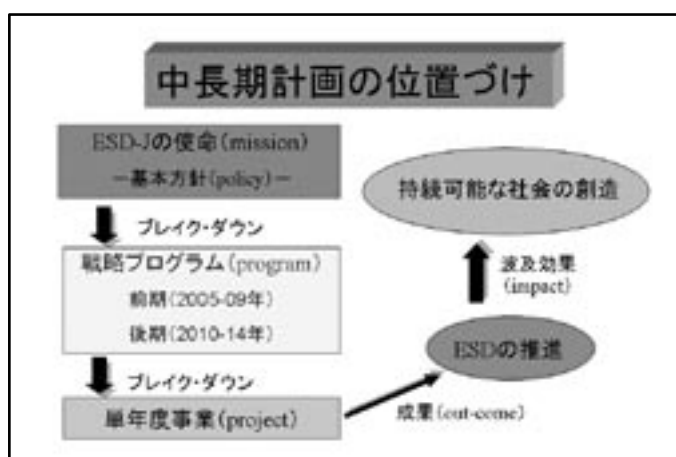 中長期計画の位置づけ
ESD-Jの使命(mission)
－基本方針(policy)－
ブレイク・ダウン
戦略プログラム(program)
前期(2005-09年)
後期(2010-14年)
ブレイク・ダウン
単年度事業(project)
成果(out-come)
ESDの推進
波及効果
(impact)
持続可能な社会の創造